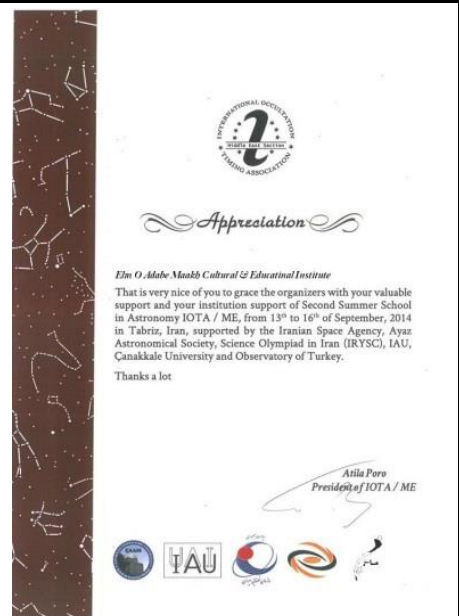 INTERNATIONAL OCCULTATION
Middle East Section
TIMING ASSOCIATION
Appresiation
Elm O Adabe Maakh Cultural & Educatinal Institute
That is very nice of you to grace the organizers with your valuable
support and your institution support of Second Summer School
in Astronomy IOTA / ME, from 13th to 16th of September, 2014
in Tabriz, Iran, supported by the Iranian Space Agency, Ayaz
Astronomical Society, Science Olympiad in Iran (IRYSC), IAU,
Çanakkale University and Observatory of Turkey.
Thanks a lot
Atila Poro
President of IOTA / ME
IAU